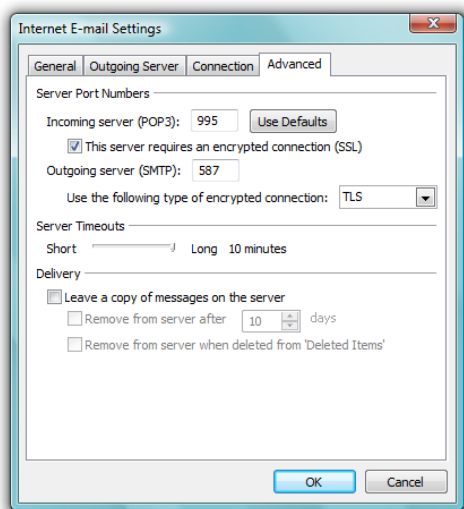 Internet E-mail Settings
General Outgoing Server Connection Advanced
Server Port Numbers
Incoming server (POP3): 995 Use Defaults
This server requires an encrypted connection (SSL)
Outgoing server (SMTP): 587
Use the following type of encrypted connection: TLS
Server Timeouts
Short Long 10 minutes
Delivery
Leave a copy of messages on the server
Remove from server after 10 days
Remove from server when deleted from 'Deleted Items'
OK Cancel